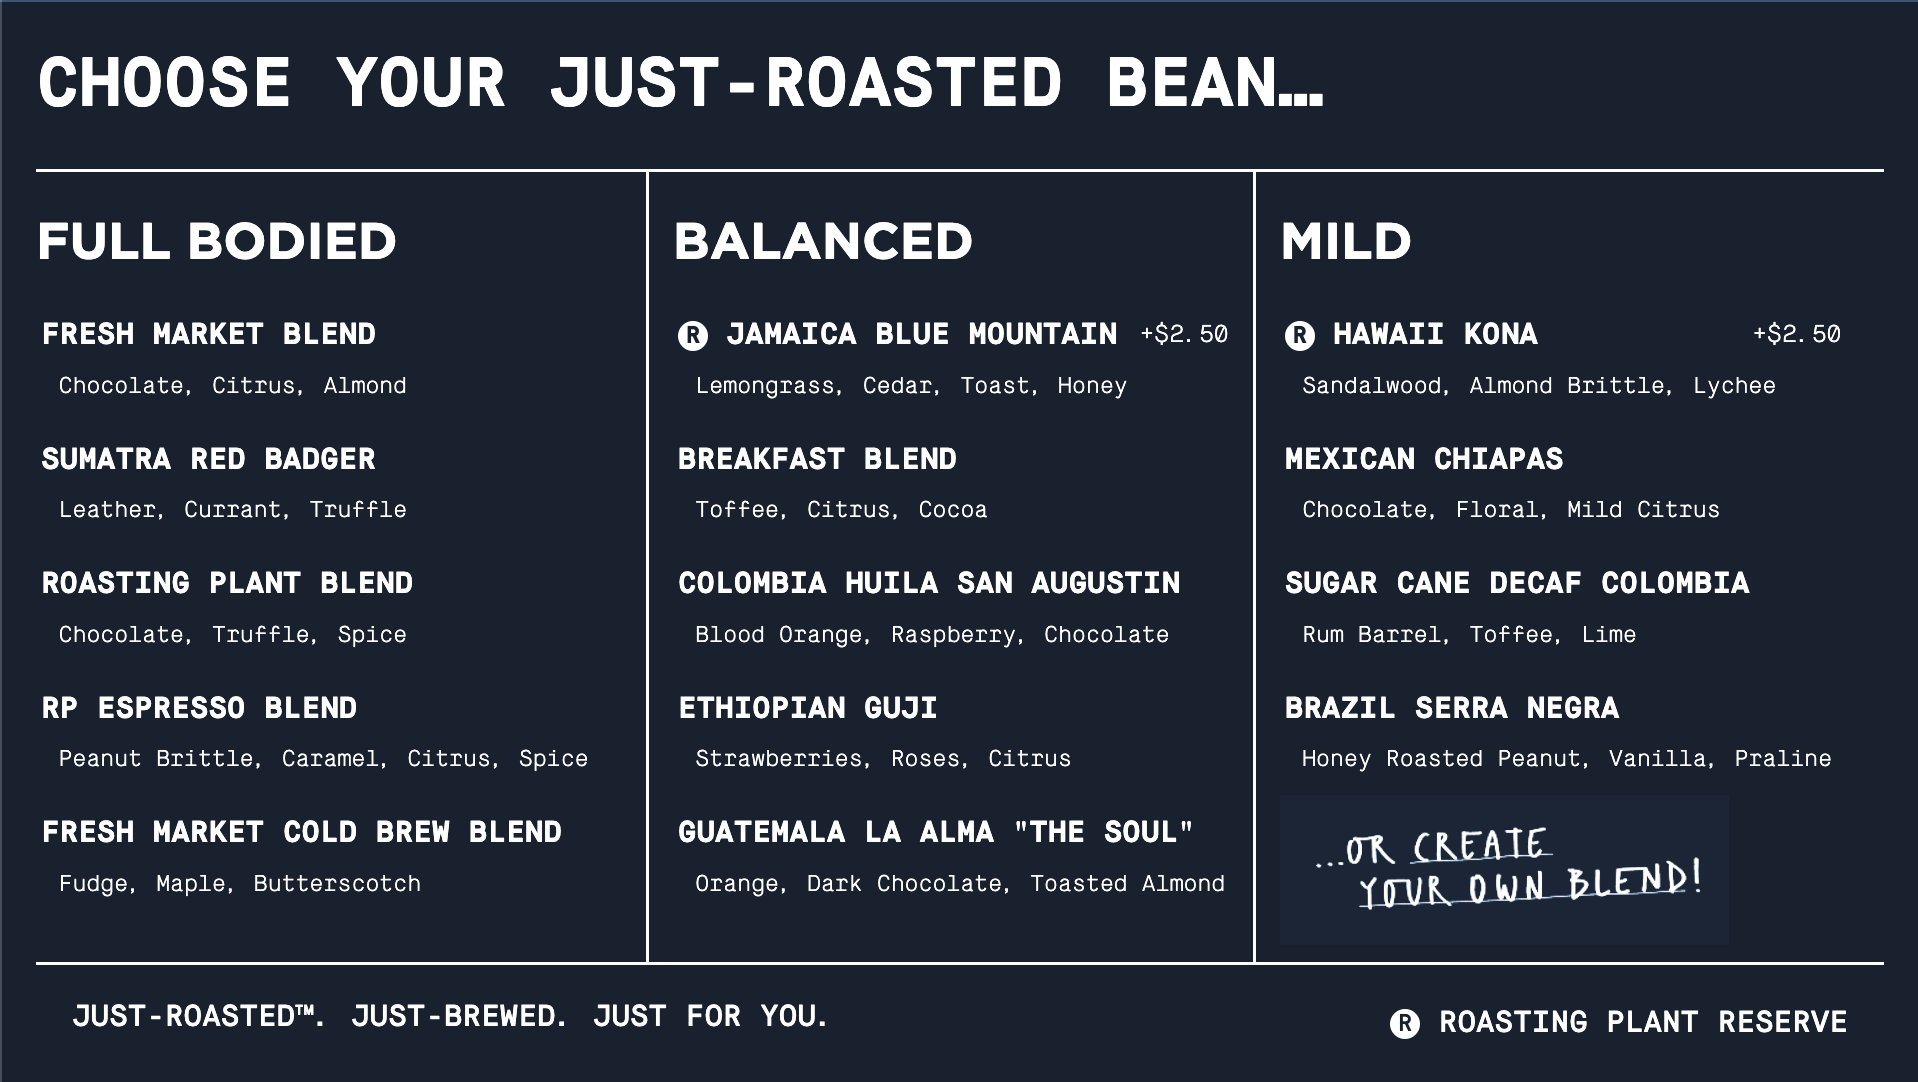 CHOOSE YOUR JUST-ROASTED BEAN…
FULL BODIED
FRESH MARKET BLEND
Chocolate, Citrus, Almond
SUMATRA RED BADGER
Leather, Currant, Truffle
ROASTING PLANT BLEND
Chocolate, Truffle, Spice
RP ESPRESSO BLEND
Peanut Brittle, Caramel, Citrus, Spice
FRESH MARKET COLD BREW BLEND
Fudge, Maple, Butterscotch
BALANCED
R JAMAICA BLUE MOUNTAIN +$2.50
Lemongrass, Cedar, Toast, Honey
BREAKFAST BLEND
Toffee, Citrus, Cocoa
COLOMBIA HUILA SAN AUGUSTIN
Blood Orange, Raspberry, Chocolate
ETHIOPIAN GUJI
Strawberries, Roses, Citrus
GUATEMALA LA ALMA "THE SOUL"
Orange, Dark Chocolate, Toasted Almond
MILD
R HAWAII KONA +$2.50
Sandalwood, Almond Brittle, Lychee
MEXICAN CHIAPAS
Chocolate, Floral, Mild Citrus
SUGAR CANE DECAF COLOMBIA
Rum Barrel, Toffee, Lime
BRAZIL SERRA NEGRA
Honey Roasted Peanut, Vanilla, Praline
...OR CREATE
YOUR OWN BLEND!
JUST-ROASTED™. JUST-BREWED. JUST FOR YOU.
R ROASTING PLANT RESERVE